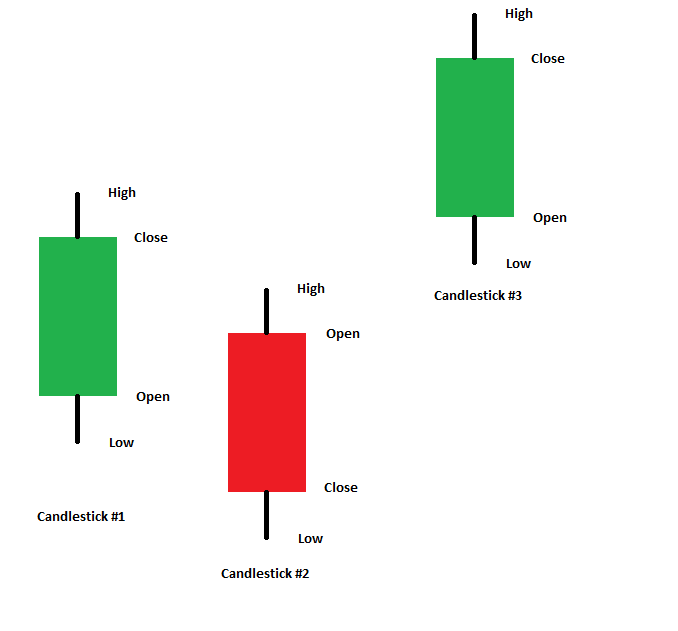 High
Close
Open
Low
Candlestick #1
High
Open
Close
Low
Candlestick #2
High
Close
Open
Low
Candlestick #3